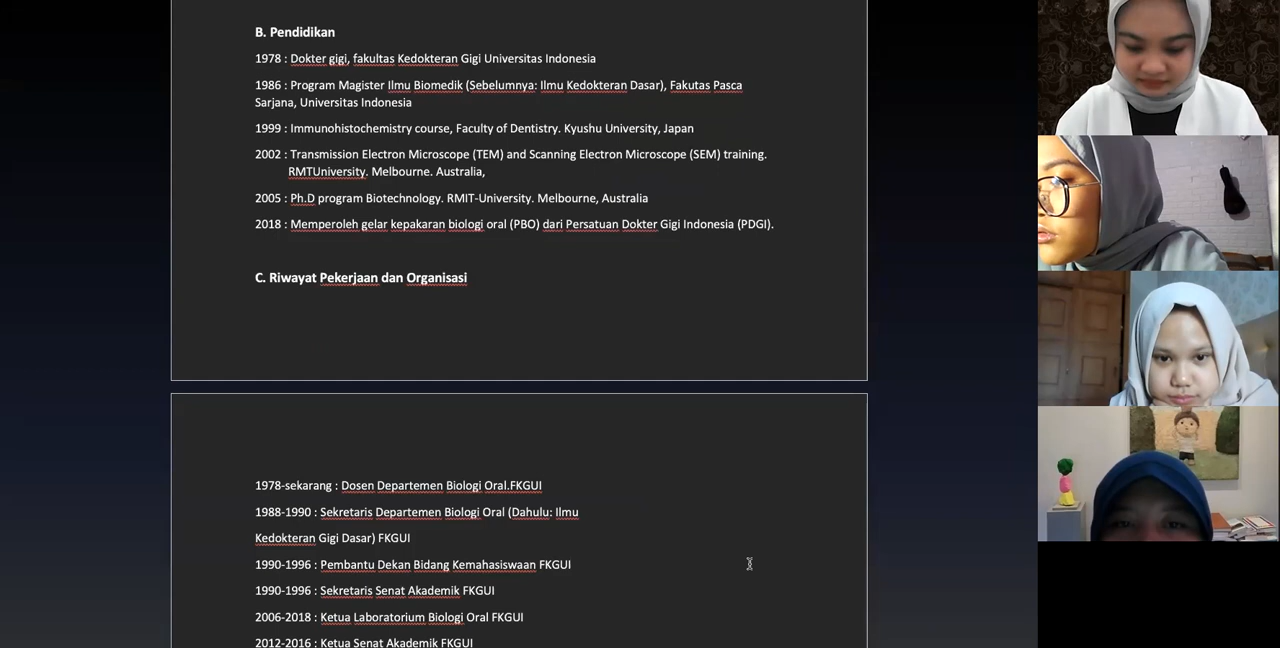 B. Pendidikan
1978 : Dokter gigi, fakultas Kedokteran Gigi Universitas Indonesia
1986 : Program Magister Ilmu Biomedik (Sebelumnya: Ilmu Kedokteran Dasar), Fakutas Pasca
Sarjana, Universitas Indonesia
1999 : Immunohistochemistry course, Faculty of Dentistry. Kyushu University, Japan
2002 : Transmission Electron Microscope (TEM) and Scanning Electron Microscope (SEM) training.
RMTUniversity. Melbourne. Australia,
2005 : Ph.D program Biotechnology. RMIT-University. Melbourne, Australia
2018 : Memperoleh gelar kepakaran biologi oral (PBO) dari Persatuan Dokter Gigi Indonesia (PDGI).
C. Riwayat Pekerjaan dan Organisasi
1978-sekarang : Dosen Departemen Biologi Oral.FKGUI
1988-1990 : Sekretaris Departemen Biologi Oral (Dahulu: Ilmu
Kedokteran Gigi Dasar) FKGUI
1990-1996 : Pembantu Dekan Bidang Kemahasiswaan FKGUI
1990-1996 : Sekretaris Senat Akademik FKGUI
2006-2018 : Ketua Laboratorium Biologi Oral FKGUI
2012-2016 : Ketua Senat Akademik FKGUI